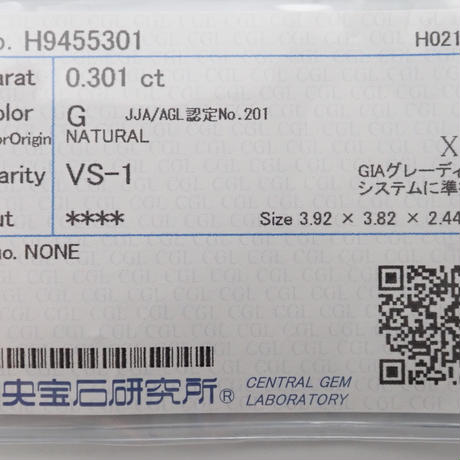 o. H9455301 H021
arat 0.301 ct
olor G JJA/AGL認定No.201
orOrigin NATURAL
arity VS-1 GIAグレーディ
システムに準
ut **** Size 3.92 × 3.82 × 2.44
uo. NONE
央宝石研究所® CENTRAL GEM
LABORATORY